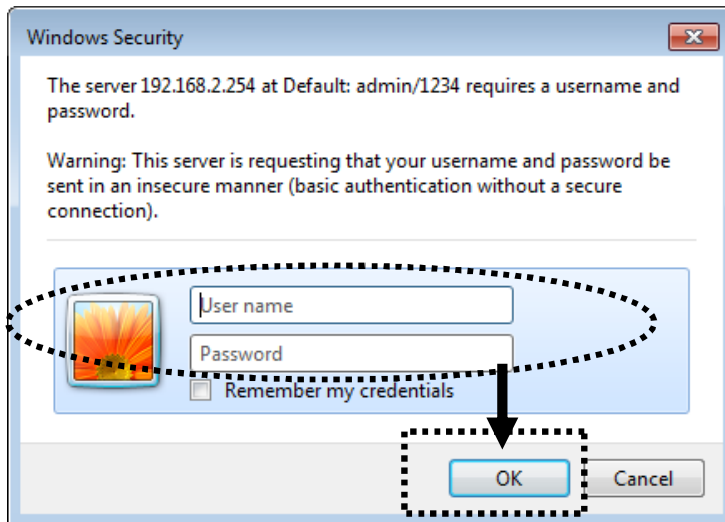 Windows Security
The server 192.168.2.254 at Default: admin/1234 requires a username and
password.
Warning: This server is requesting that your username and password be
sent in an insecure manner (basic authentication without a secure
connection).
User name
Password
Remember my credentials
OK
Cancel